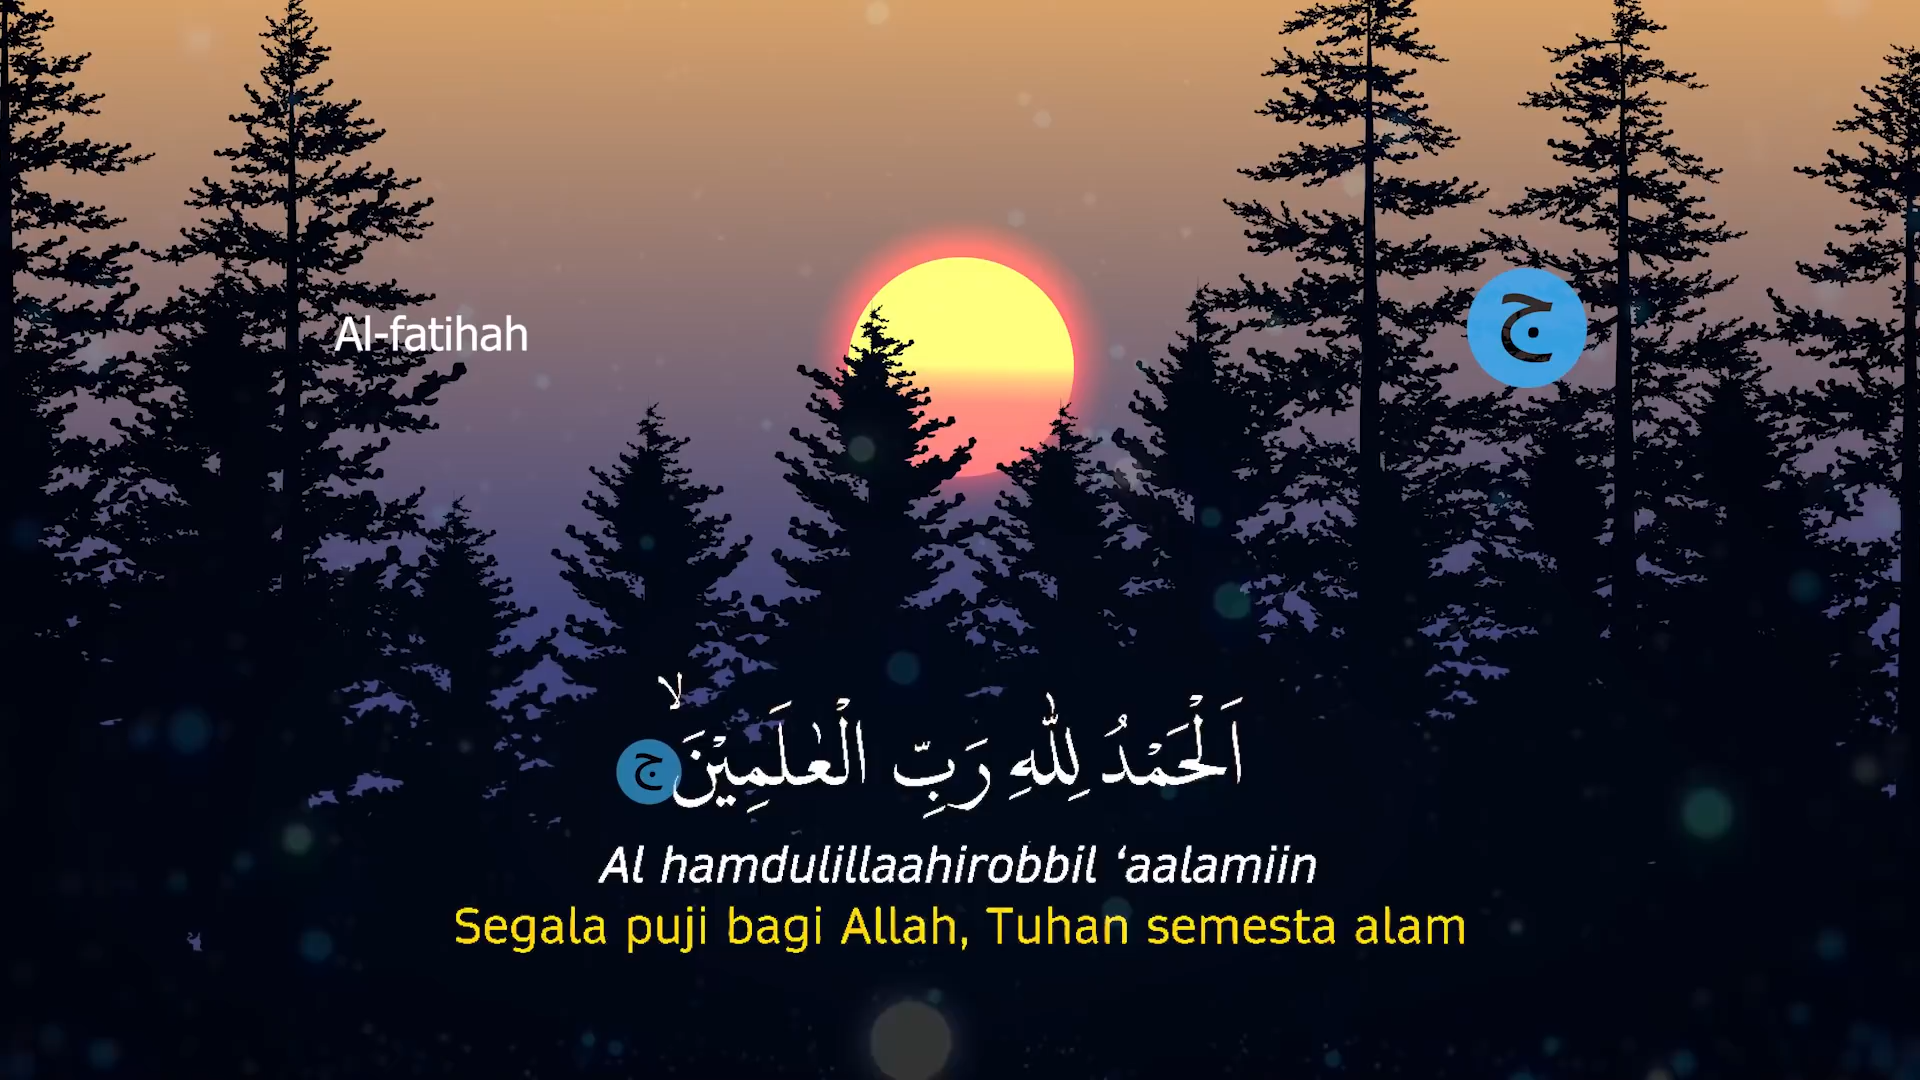 Al-fatihah
ج
اَلْحَمْدُ لِلّٰهِ رَبِّ الْعٰلَمِيْنَۙ ج
Al hamdulillaahirobbil ‘aalamiin
Segala puji bagi Allah, Tuhan semesta alam